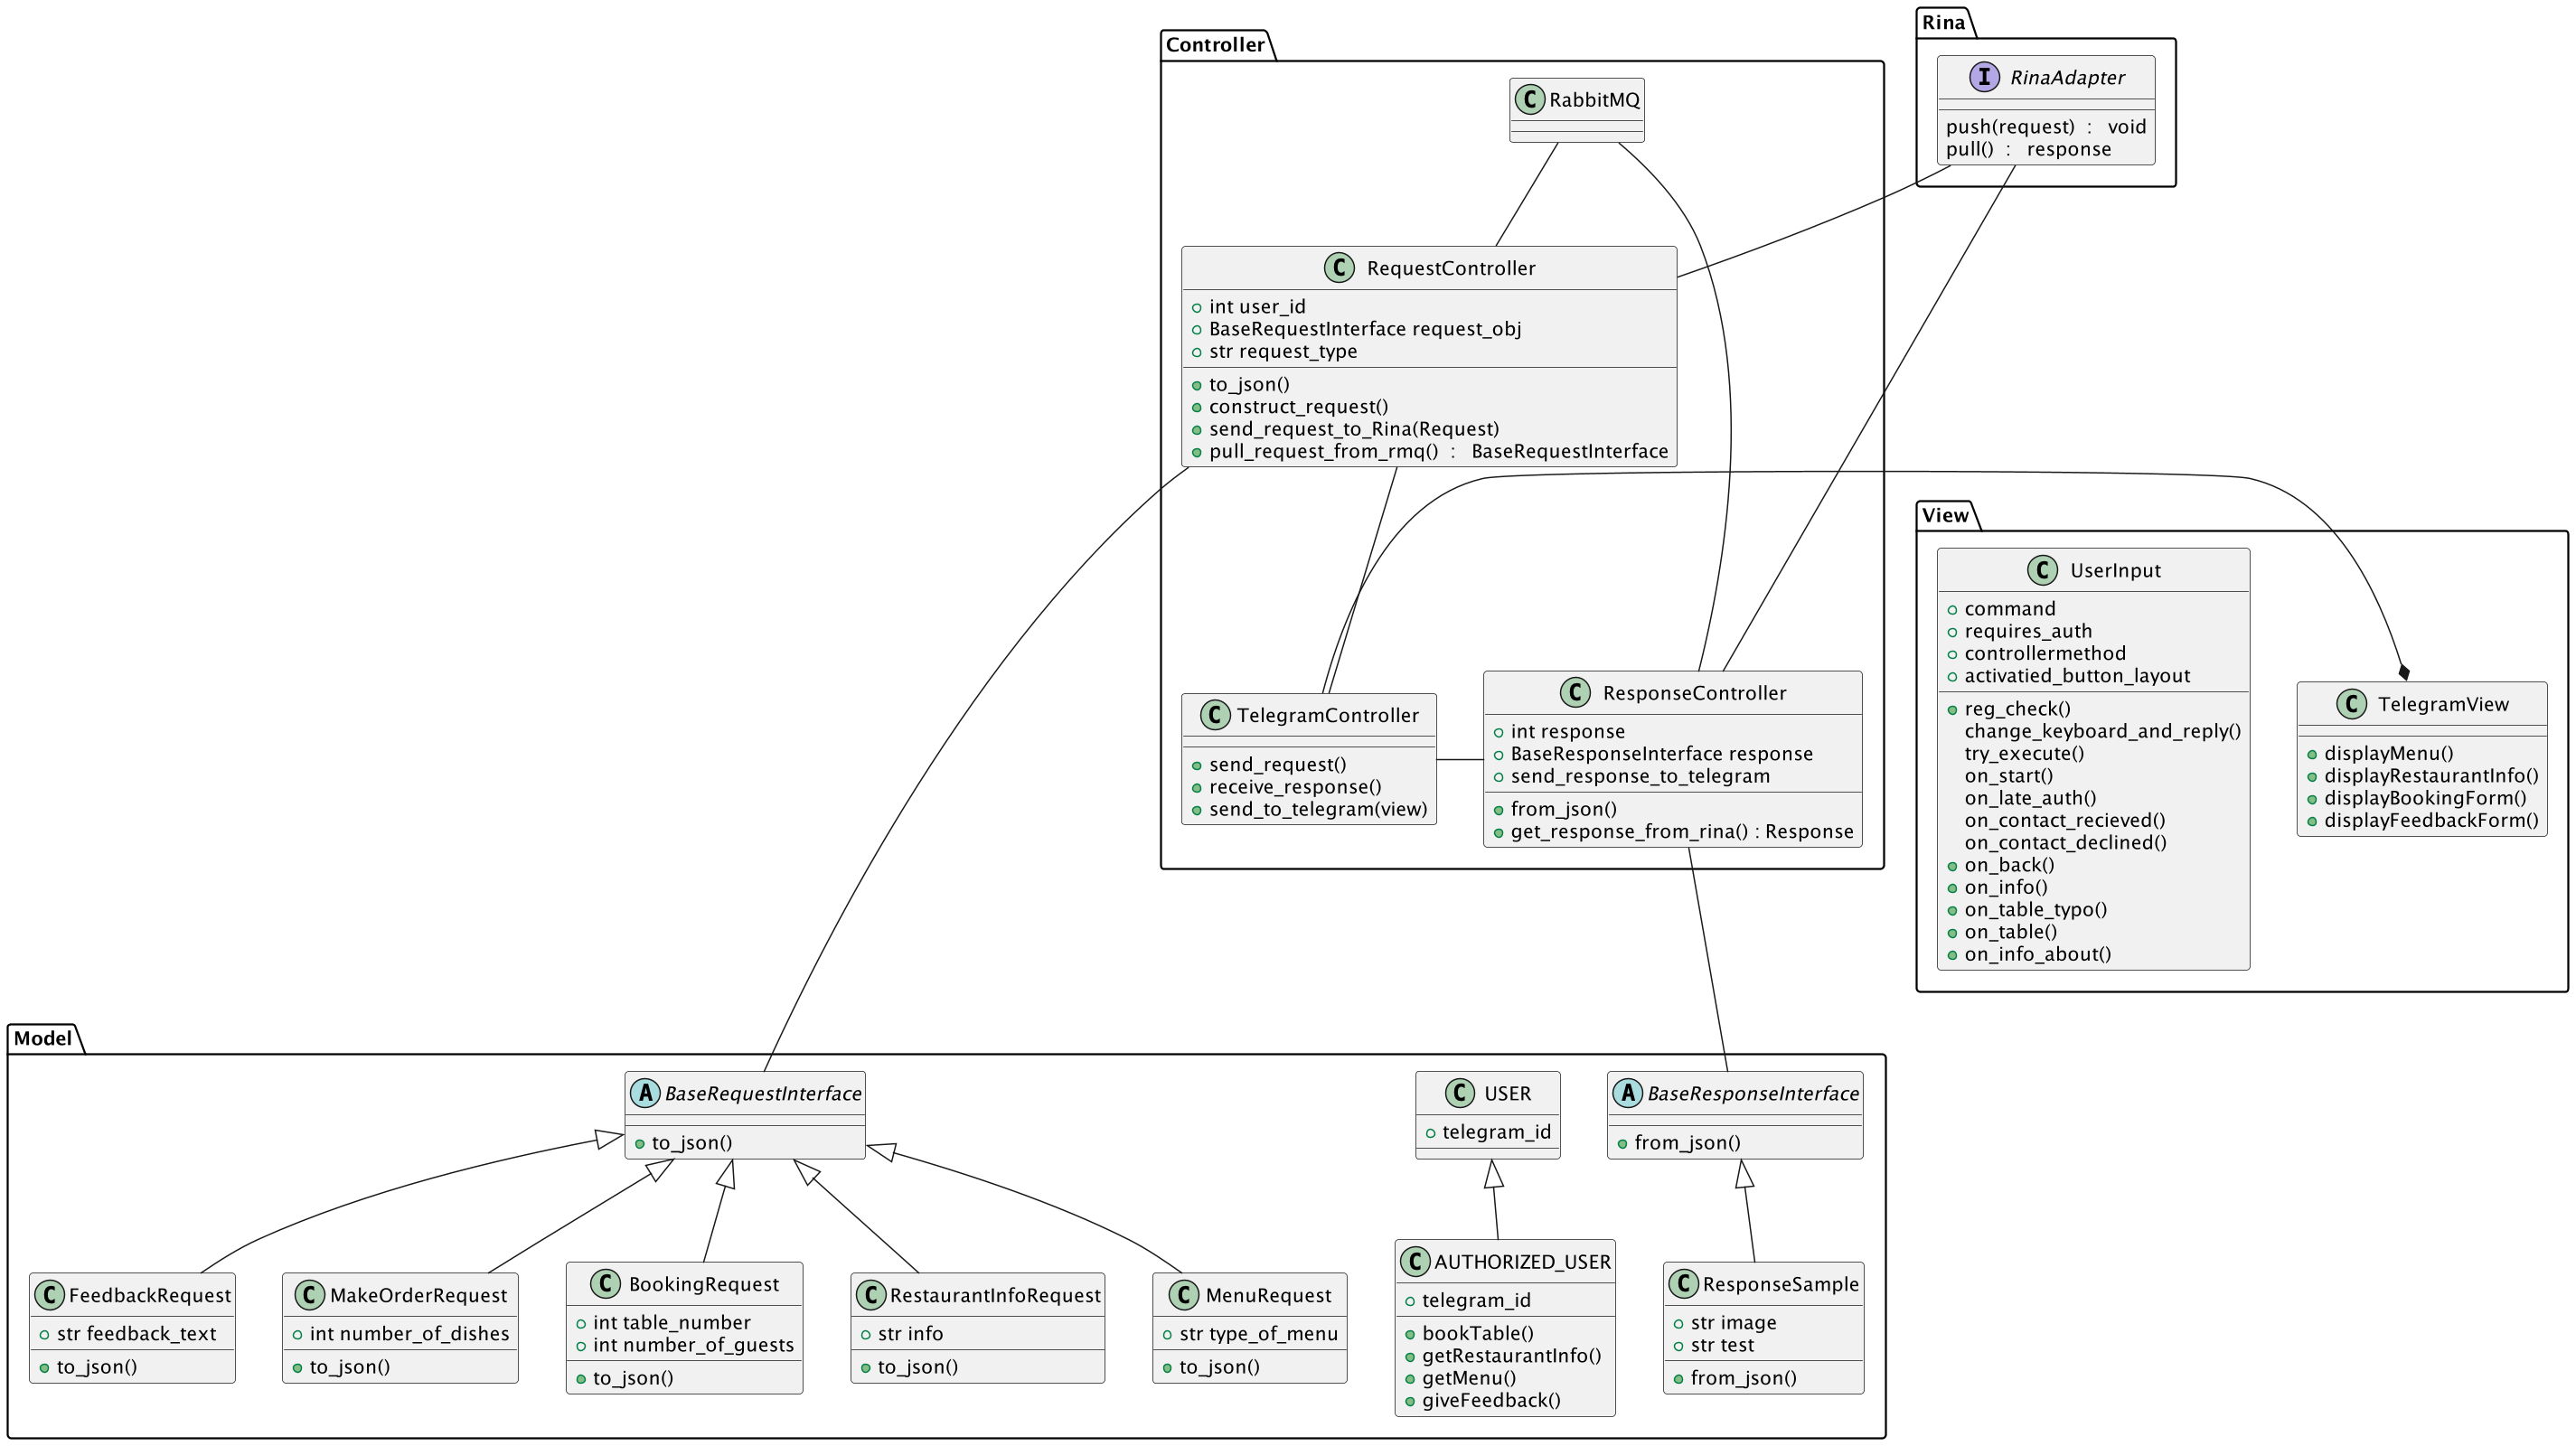 Rina
I RinaAdapter
push(request) : void
pull() : response
Controller
C RabbitMQ
C RequestController
int user_id
BaseRequestInterface request_obj
str request_type
to_json()
construct_request()
send_request_to_Rina(Request)
pull_request_from_rmq() : BaseRequestInterface
C TelegramController
send_request()
receive_response()
send_to_telegram(view)
C ResponseController
int response
BaseResponseInterface response
send_response_to_telegram
from_json()
get_response_from_rina() : Response
View
C UserInput
command
requires_auth
controllermethod
activatied_button_layout
reg_check()
change_keyboard_and_reply()
try_execute()
on_start()
on_late_auth()
on_contact_recieved()
on_contact_declined()
on_back()
on_info()
on_table_typo()
on_table()
on_info_about()
C TelegramView
displayMenu()
displayRestaurantInfo()
displayBookingForm()
displayFeedbackForm()
Model
A BaseRequestInterface
to_json()
C USER
telegram_id
A BaseResponseInterface
from_json()
C FeedbackRequest
str feedback_text
to_json()
C MakeOrderRequest
int number_of_dishes
to_json()
C BookingRequest
int table_number
int number_of_guests
to_json()
C RestaurantInfoRequest
str info
to_json()
C MenuRequest
str type_of_menu
to_json()
C AUTHORIZED_USER
telegram_id
bookTable()
getRestaurantInfo()
getMenu()
giveFeedback()
C ResponseSample
str image
str test
from_json()